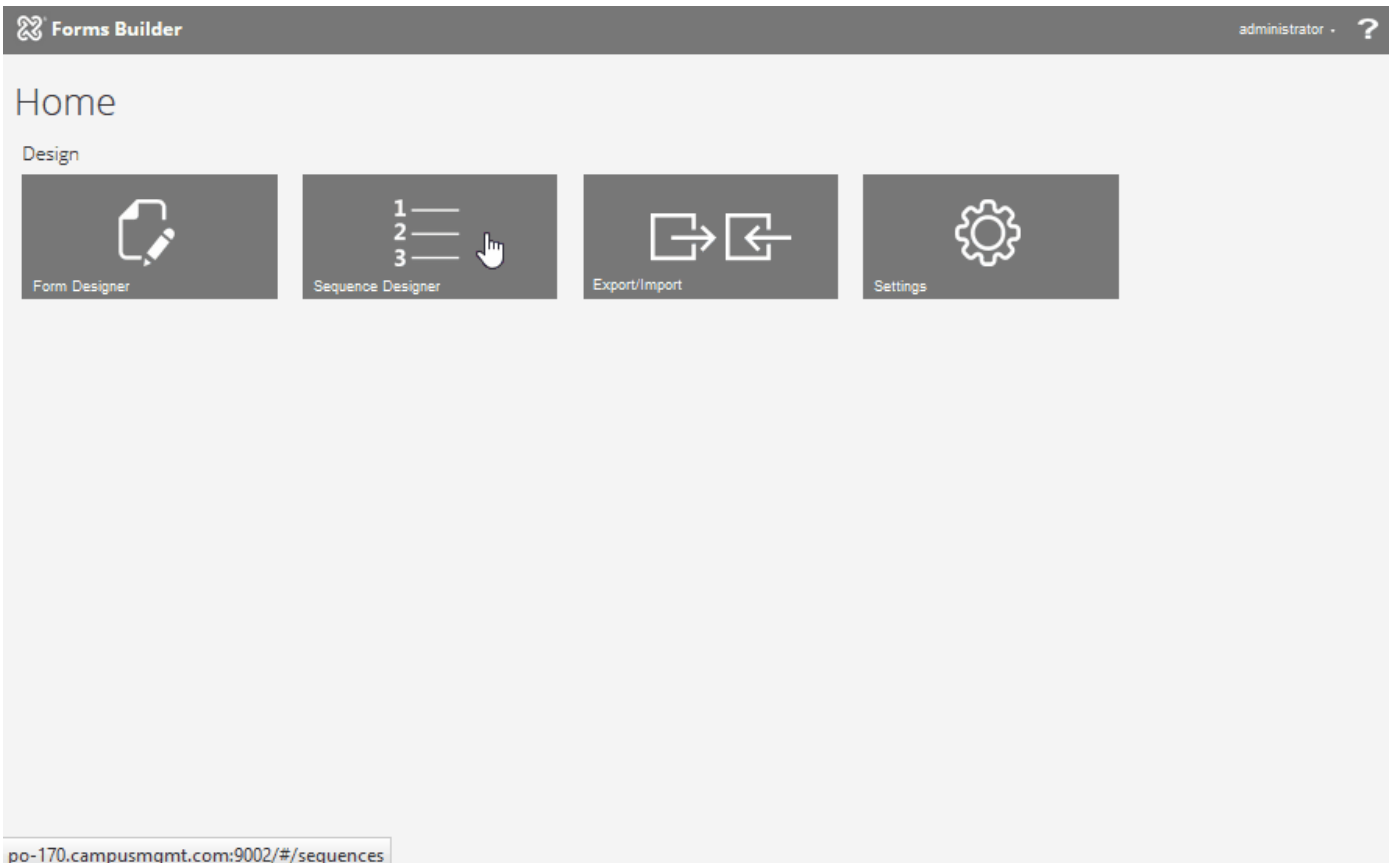 Forms Builder
administrator
?
Home
Design
1
2
3
Form Designer
Sequence Designer
Export/Import
Settings
po-170.campusmgmt.com:9002/#/sequences